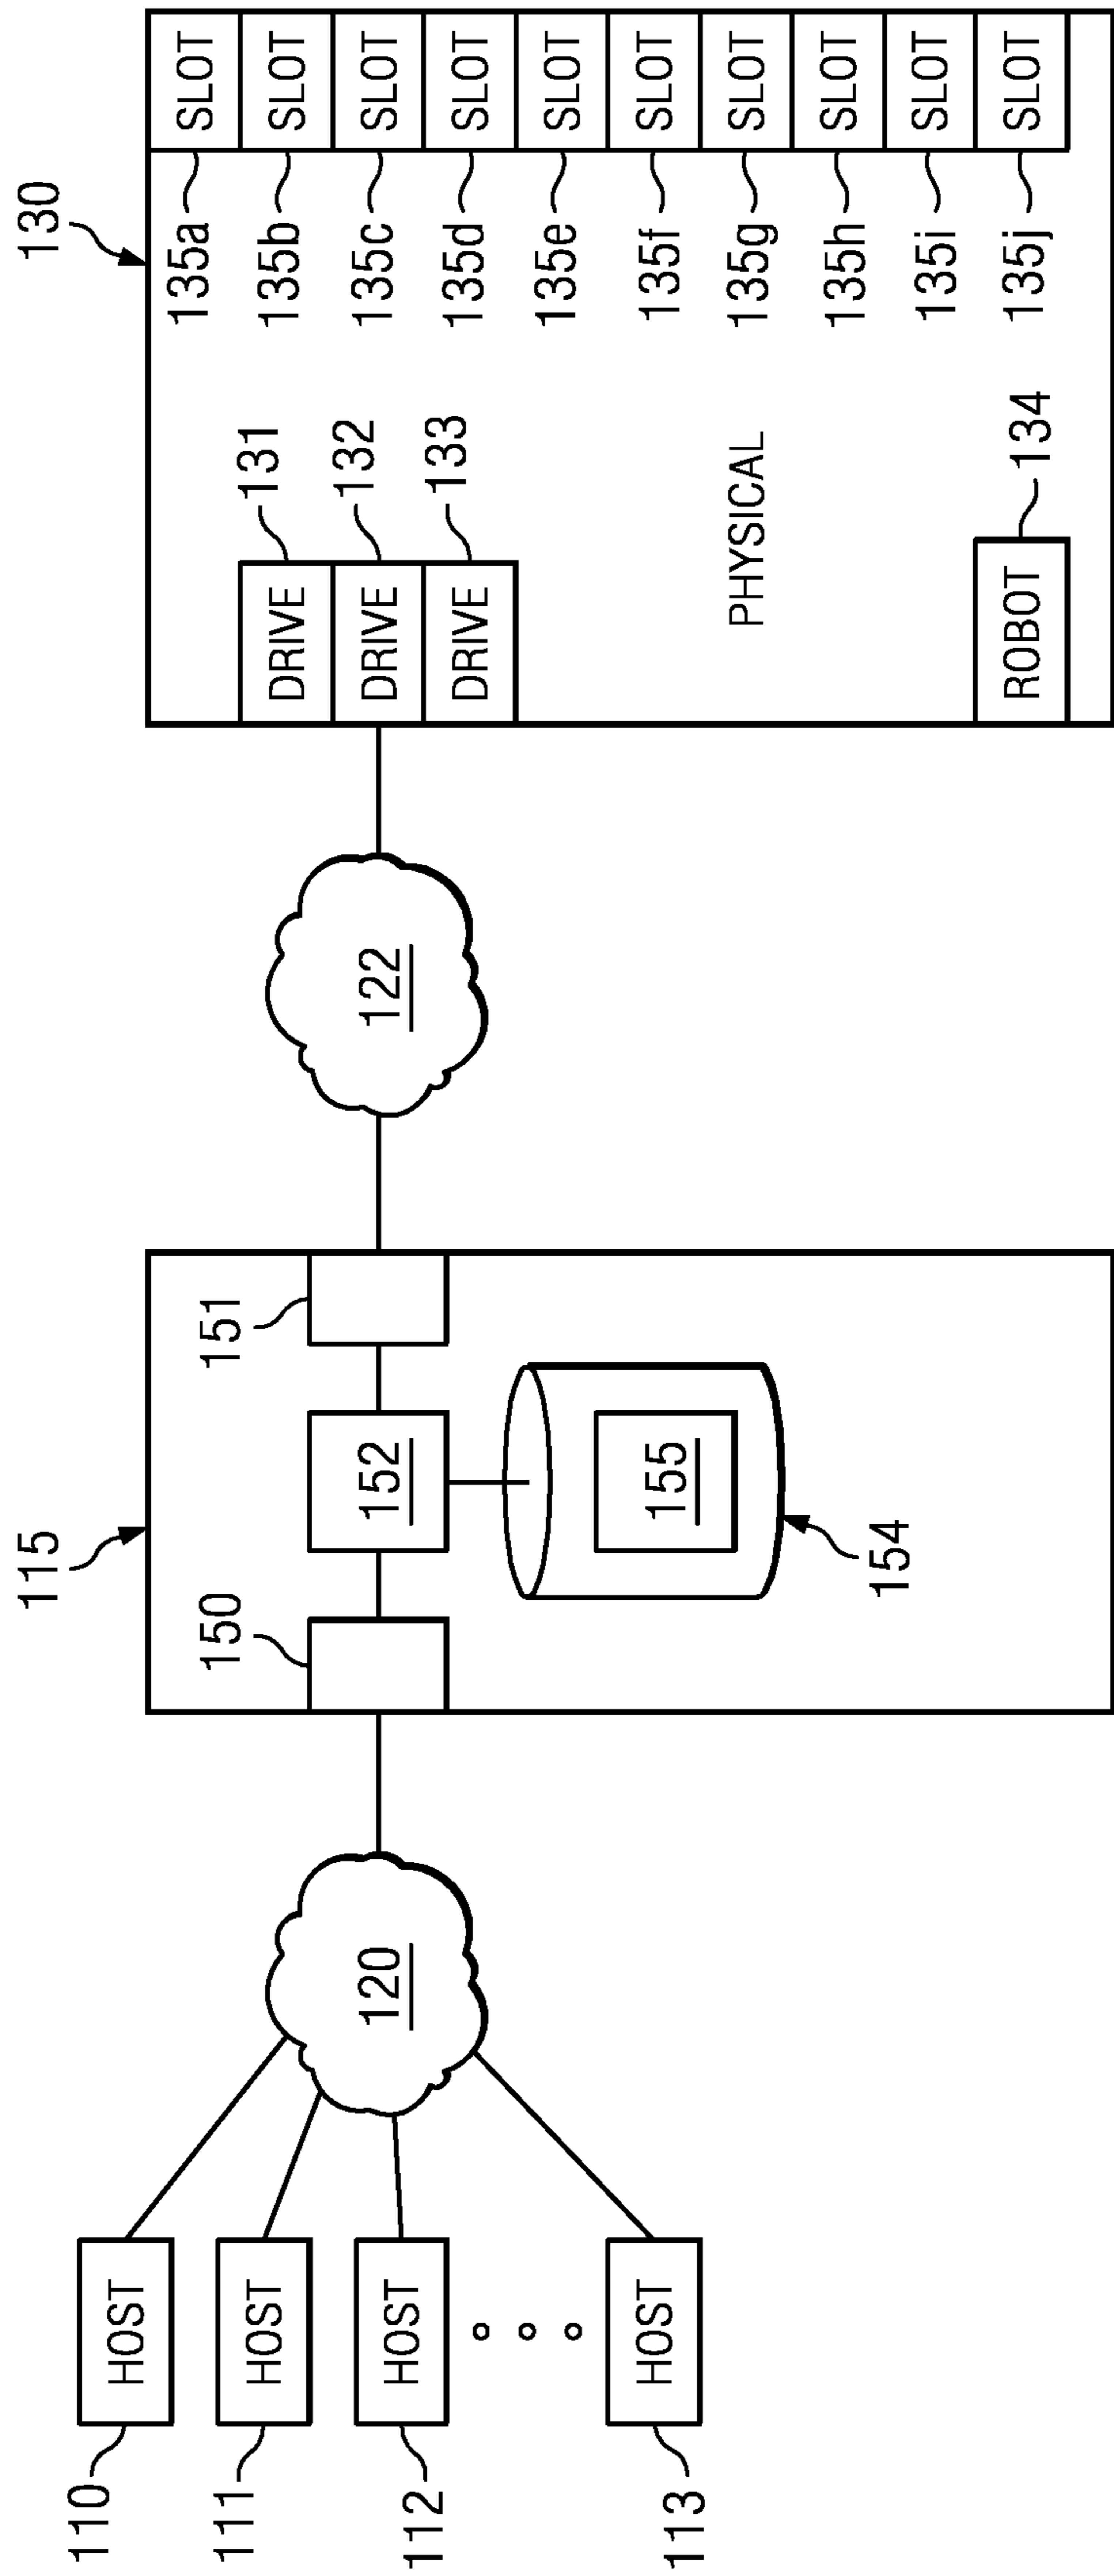 110
HOST
111
HOST
112
HOST
113
HOST
120
115
150
152
151
155
154
122
130
DRIVE
131
DRIVE
132
DRIVE
133
PHYSICAL
ROBOT
134
135a
SLOT
135b
SLOT
135c
SLOT
135d
SLOT
135e
SLOT
135f
SLOT
135g
SLOT
135h
SLOT
135i
SLOT
135j
SLOT